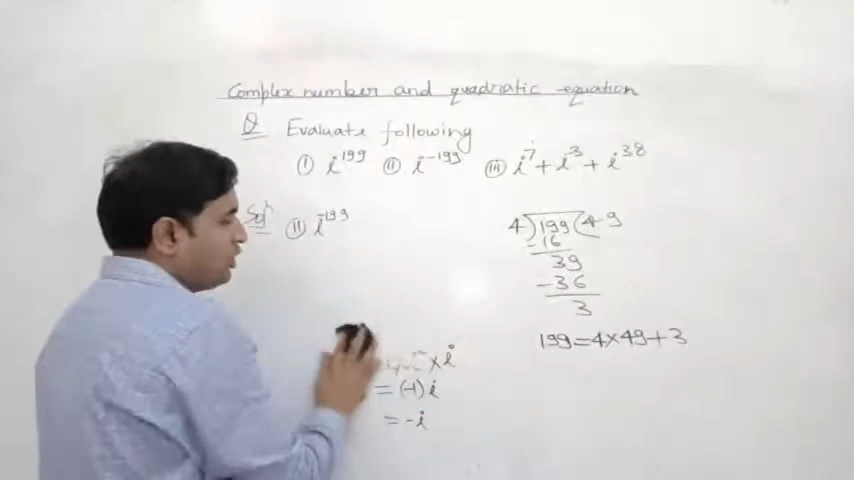 Complex number and quadratic equation
Q Evaluate following
(I) i^199 (II) i^-199 (III) i^7 + i^3 + i^38
Sol^n (II) i^-199
4)199(49
-16
39
-36
3
199=4×49+3
× i
= (-1) i
= -i